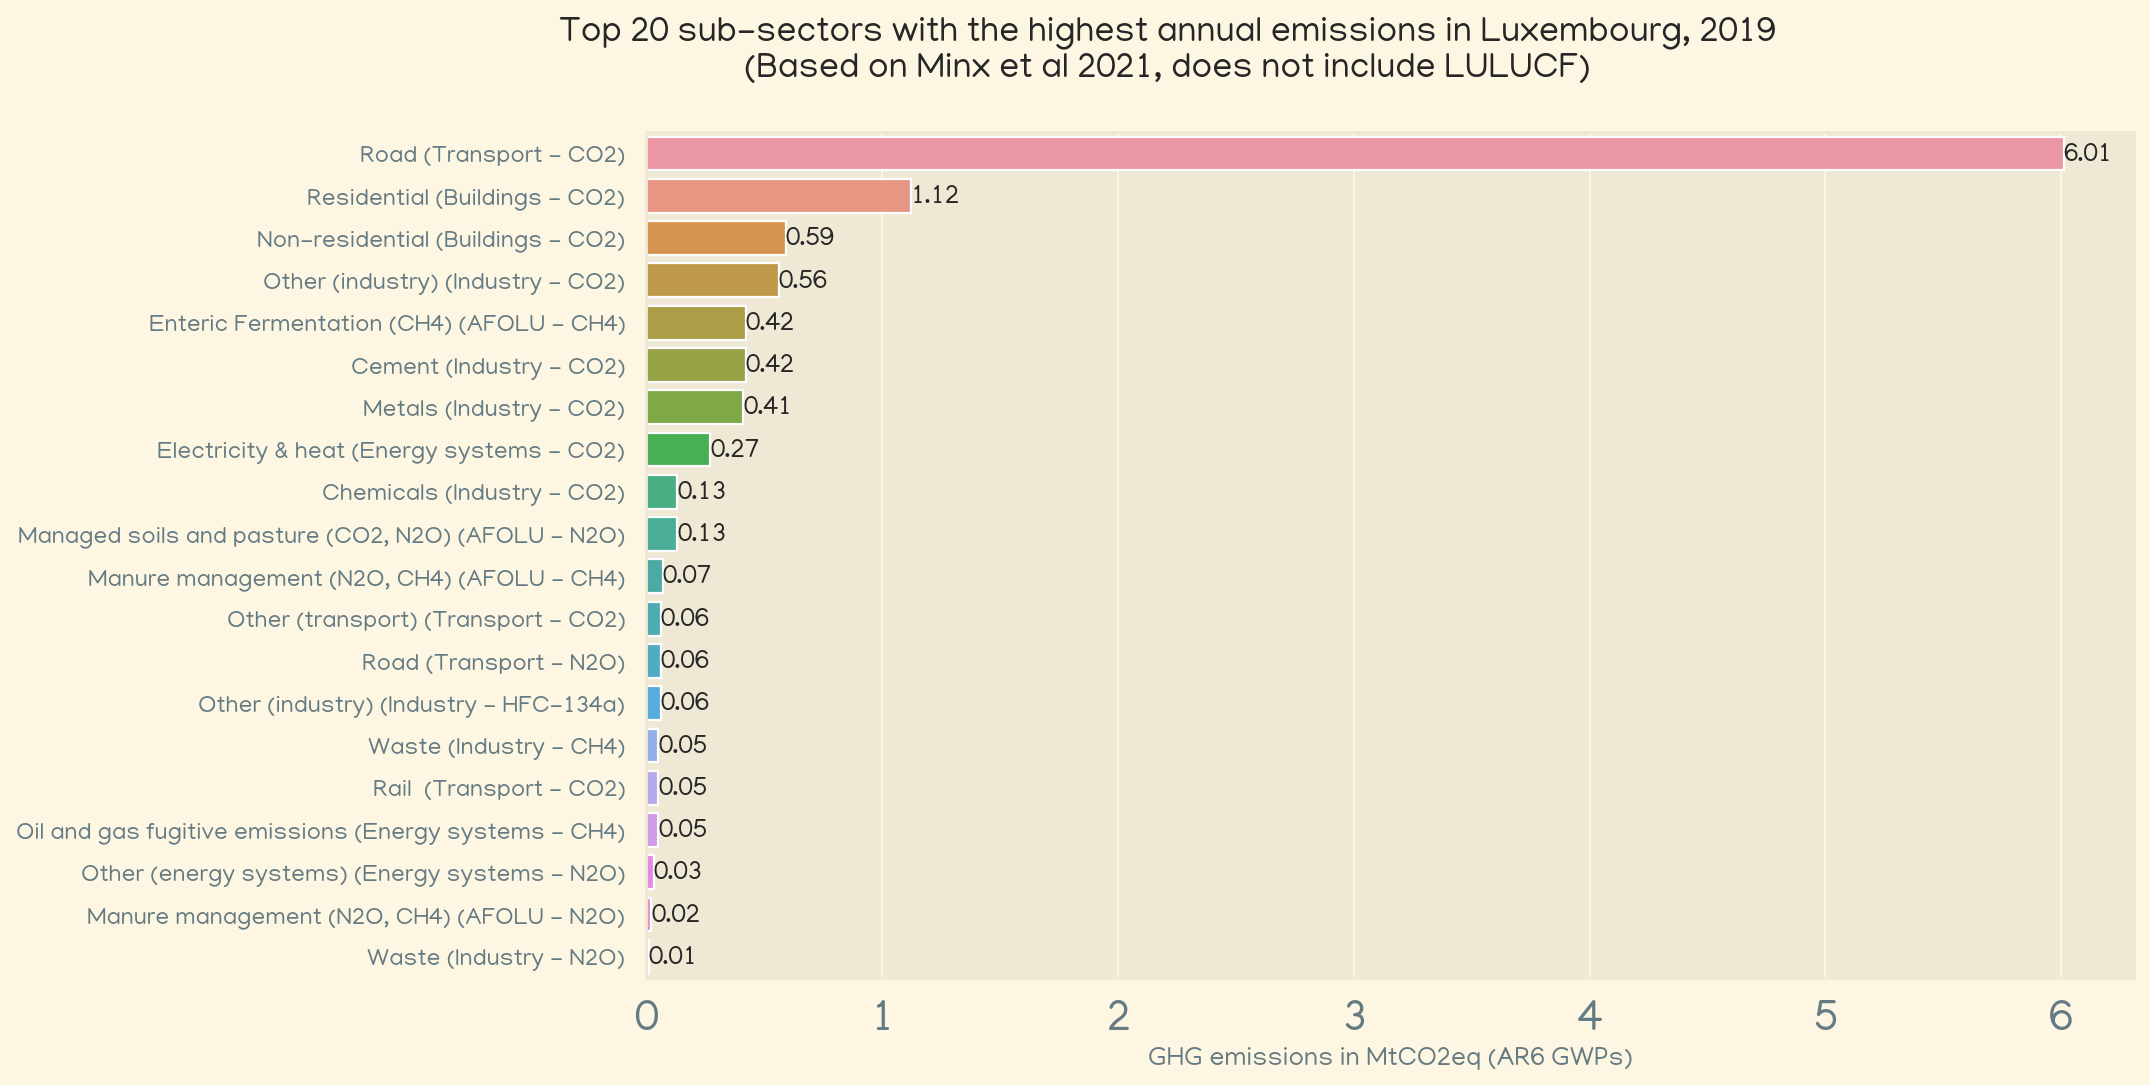 Top 20 sub-sectors with the highest annual emissions in Luxembourg, 2019
(Based on Minx et al 2021, does not include LULUCF)
Road (Transport - CO2) 6.01
Residential (Buildings - CO2) 1.12
Non-residential (Buildings - CO2) 0.59
Other (industry) (Industry - CO2) 0.56
Enteric Fermentation (CH4) (AFOLU - CH4) 0.42
Cement (Industry - CO2) 0.42
Metals (Industry - CO2) 0.41
Electricity & heat (Energy systems - CO2) 0.27
Chemicals (Industry - CO2) 0.13
Managed soils and pasture (CO2, N2O) (AFOLU - N2O) 0.13
Manure management (N2O, CH4) (AFOLU - CH4) 0.07
Other (transport) (Transport - CO2) 0.06
Road (Transport - N2O) 0.06
Other (industry) (Industry - HFC-134a) 0.06
Waste (Industry - CH4) 0.05
Rail  (Transport - CO2) 0.05
Oil and gas fugitive emissions (Energy systems - CH4) 0.05
Other (energy systems) (Energy systems - N2O) 0.03
Manure management (N2O, CH4) (AFOLU - N2O) 0.02
Waste (Industry - N2O) 0.01
0 1 2 3 4 5 6
GHG emissions in MtCO2eq (AR6 GWPs)